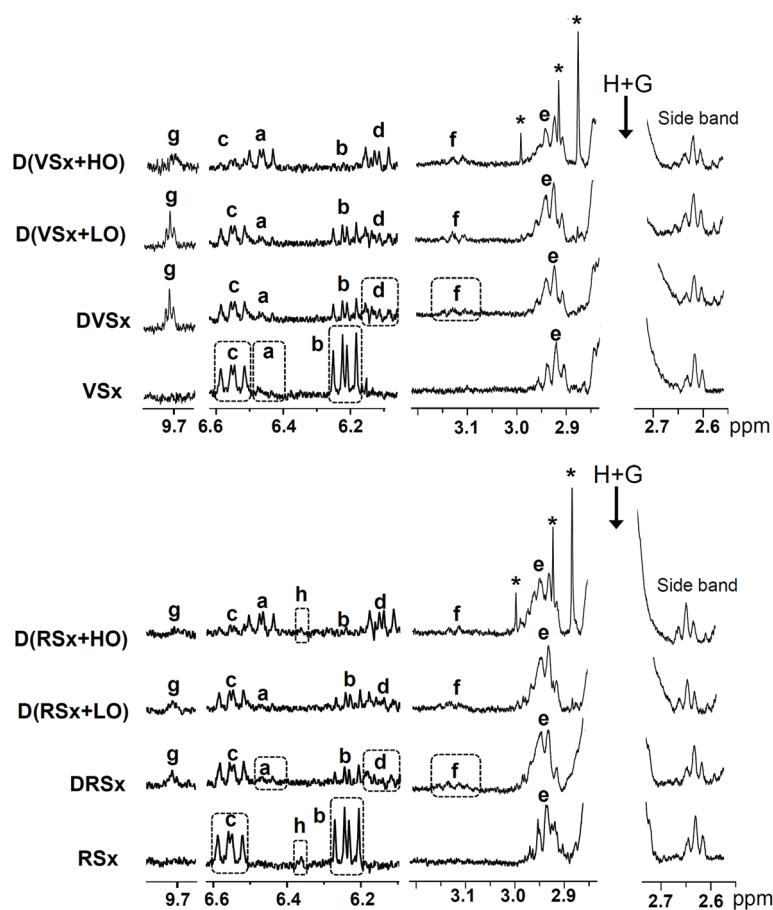 *
*
*
H+G
g
c
a
b
d
f
e
Side band
D(VSx+HO)
g
c
a
b
d
f
e
D(VSx+LO)
g
c
a
b
d
f
e
DVSx
c
a
b
e
VSx
9.7
6.6
6.4
6.2
3.1
3.0
2.9
2.7
2.6
ppm
*
*
*
H+G
g
c
a
h
b
d
f
e
Side band
D(RSx+HO)
g
c
a
b
d
f
e
D(RSx+LO)
g
c
a
b
d
f
e
DRSx
c
h
b
e
RSx
9.7
6.6
6.4
6.2
3.1
3.0
2.9
2.7
2.6
ppm